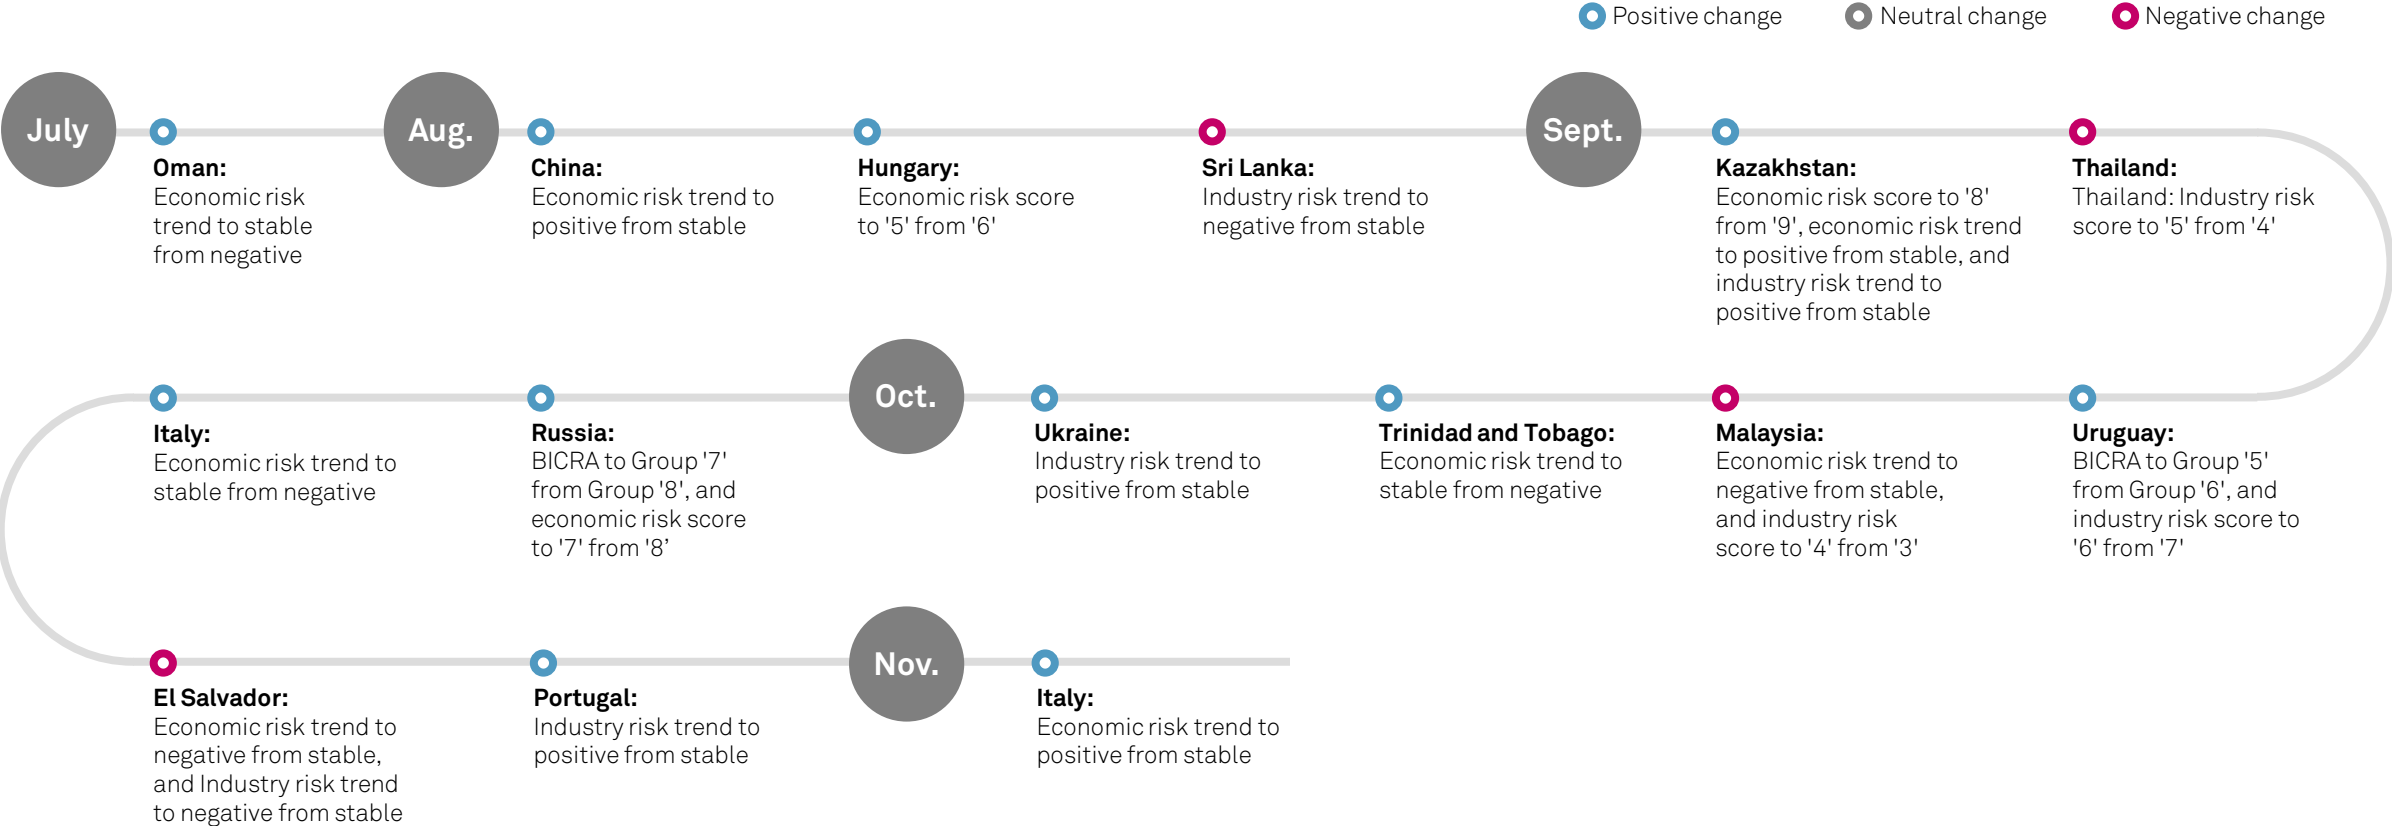 Positive change
Neutral change
Negative change
July
Oman:
Economic risk
trend to stable
from negative
Aug.
China:
Economic risk trend to
positive from stable
Hungary:
Economic risk score
to '5' from '6'
Sri Lanka:
Industry risk trend to
negative from stable
Sept.
Kazakhstan:
Economic risk score to '8'
from '9', economic risk trend
to positive from stable, and
industry risk trend to
positive from stable
Thailand:
Thailand: Industry risk
score to '5' from '4'
Italy:
Economic risk trend to
stable from negative
Russia:
BICRA to Group '7'
from Group '8', and
economic risk score
to '7' from '8’
Oct.
Ukraine:
Industry risk trend to
positive from stable
Trinidad and Tobago:
Economic risk trend to
stable from negative
Malaysia:
Economic risk trend to
negative from stable,
and industry risk
score to '4' from '3'
Uruguay:
BICRA to Group '5'
from Group '6', and
industry risk score to
'6' from '7'
El Salvador:
Economic risk trend to
negative from stable,
and Industry risk trend
to negative from stable
Portugal:
Industry risk trend to
positive from stable
Nov.
Italy:
Economic risk trend to
positive from stable